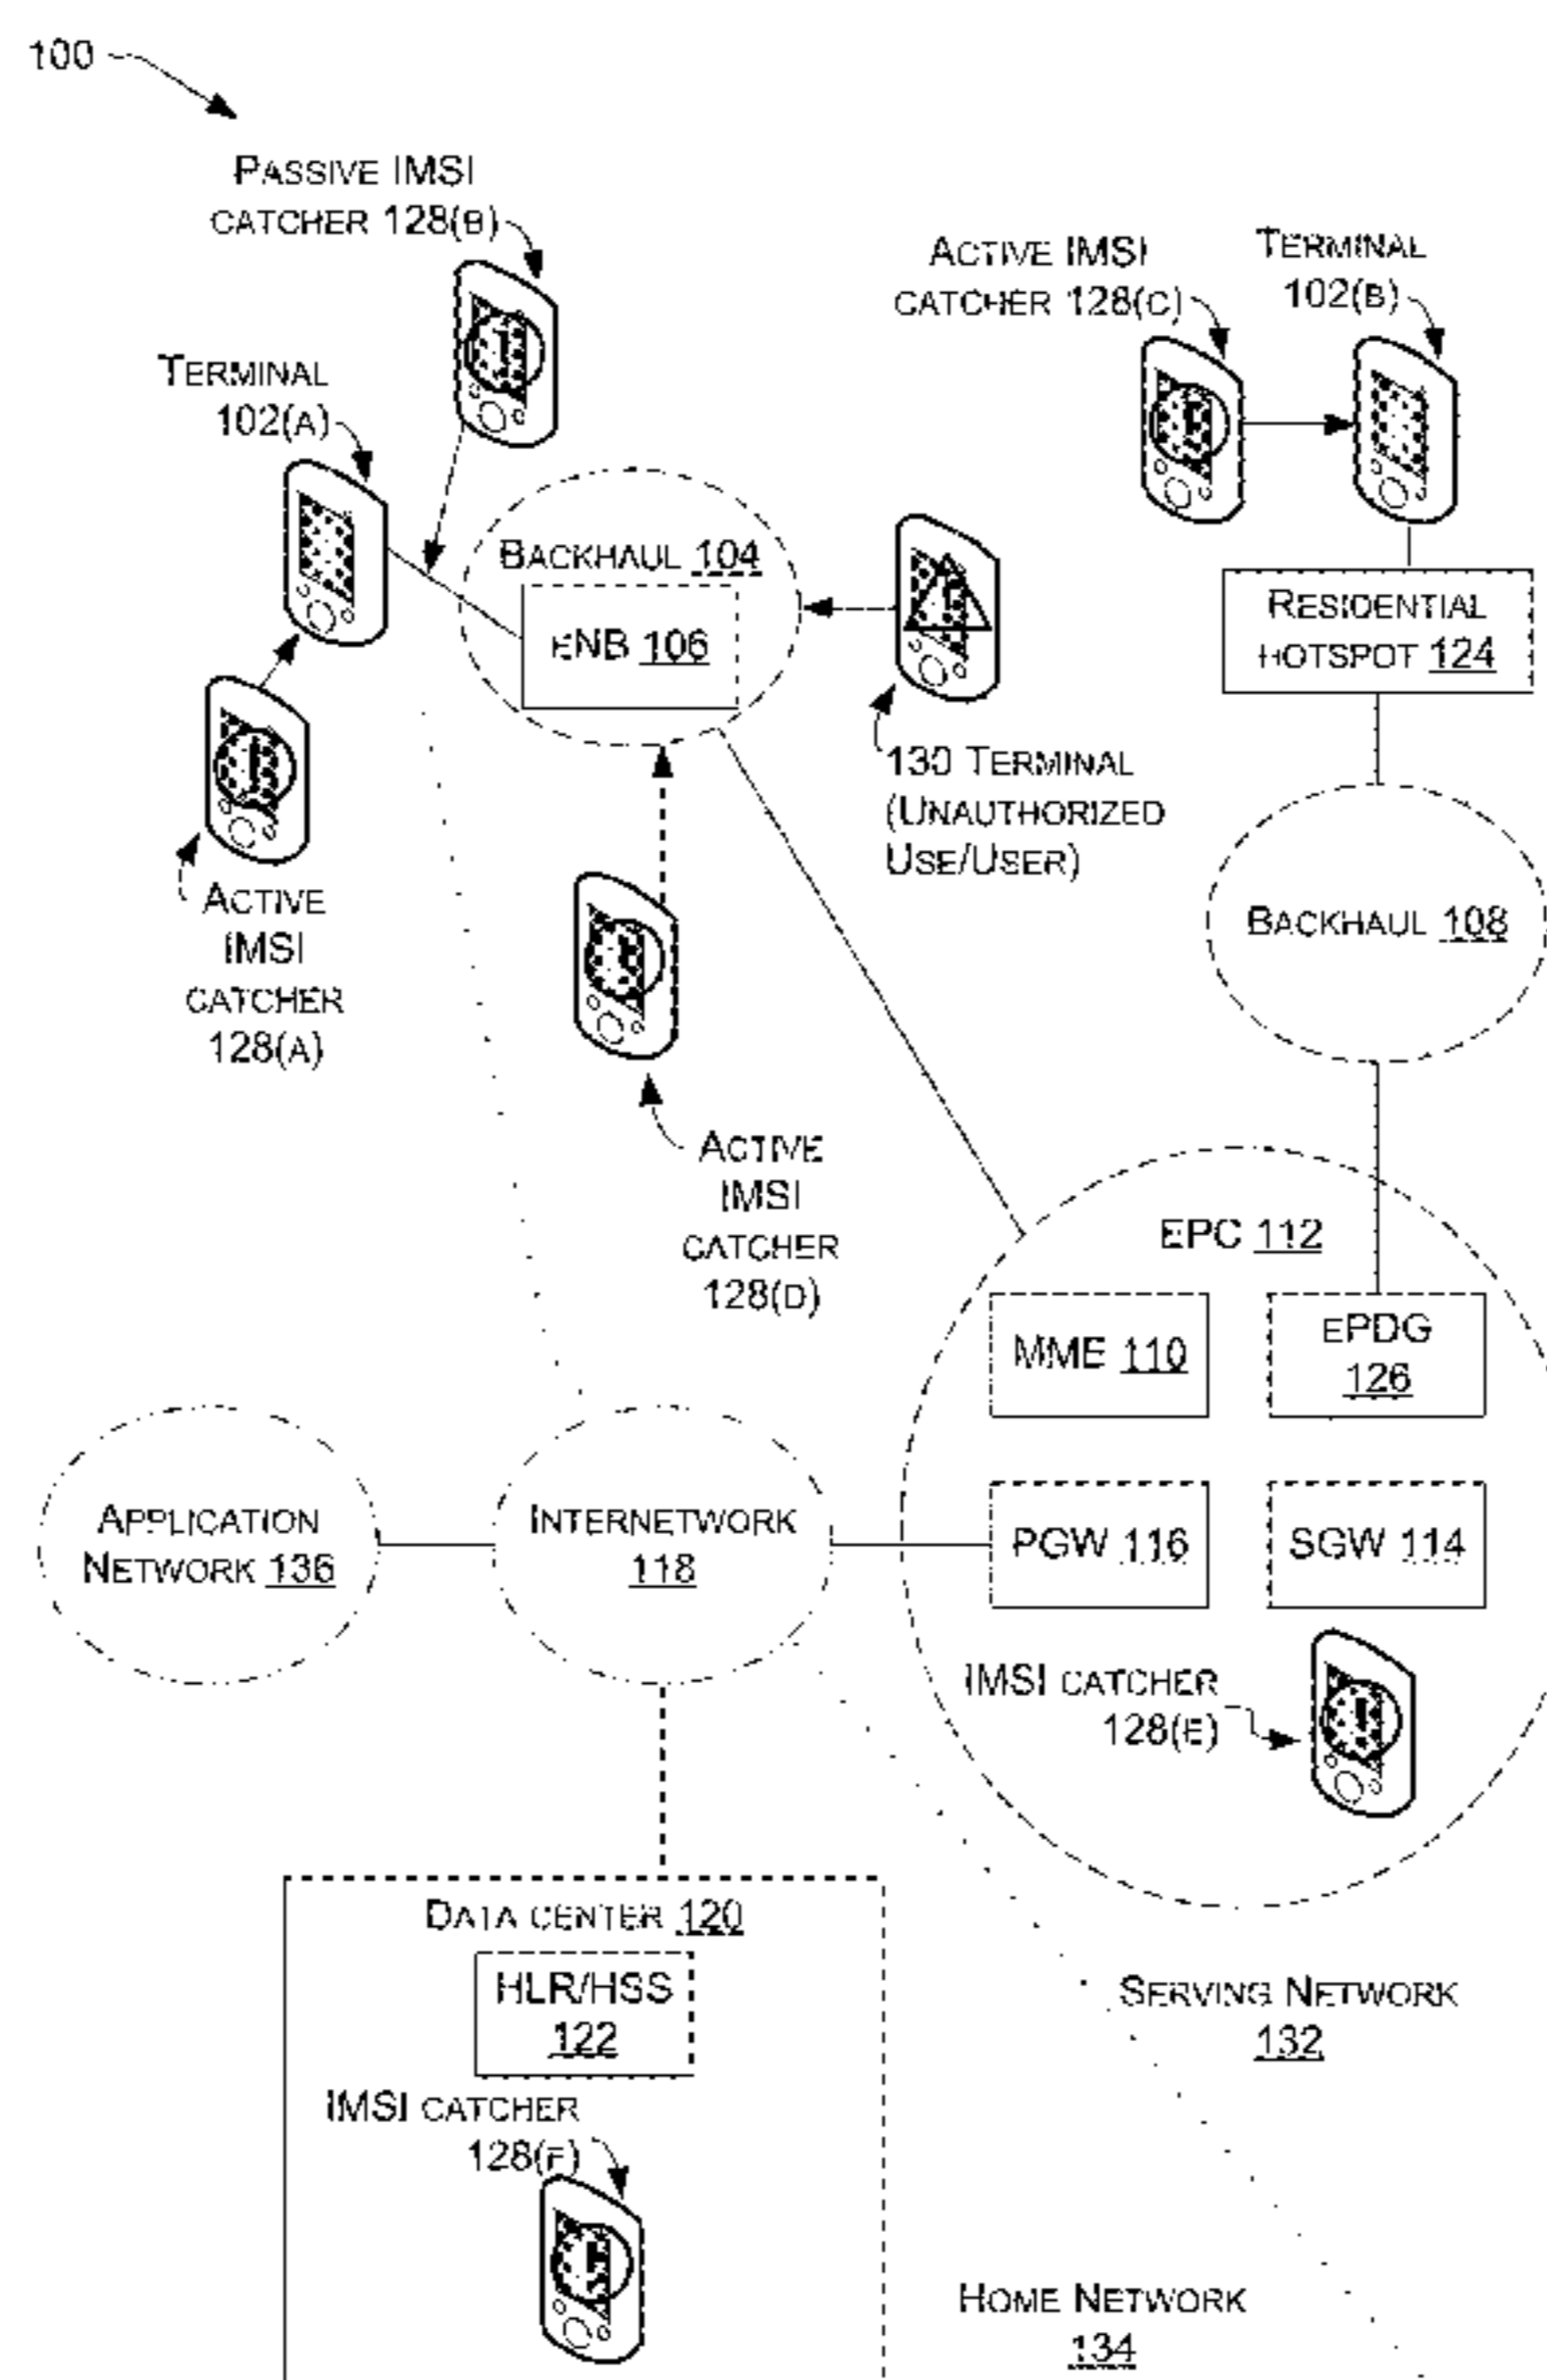 100
PASSIVE IMSI
CATCHER 128(B)
ACTIVE IMSI
CATCHER 128(C)
TERMINAL
102(B)
TERMINAL
102(A)
BACKHAUL 104
ENB 106
RESIDENTIAL
HOTSPOT 124
130 TERMINAL
(UNAUTHORIZED
USE/USER)
ACTIVE
IMSI
CATCHER
128(A)
BACKHAUL 108
ACTIVE
IMSI
CATCHER
128(D)
EPC 112
MME 110
EPDG
126
APPLICATION
NETWORK 136
INTERNETWORK
118
PGW 116
SGW 114
IMSI CATCHER
128(E)
DATA CENTER 120
HLR/HSS
122
IMSI CATCHER
128(F)
SERVING NETWORK
132
HOME NETWORK
134